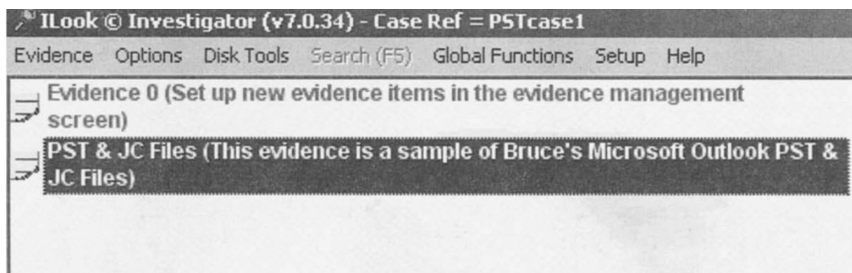 ILook © Investigator (v7.0.34) - Case Ref = PSTcase1
Evidence Options Disk Tools Search (F5) Global Functions Setup Help
Evidence 0 (Set up new evidence items in the evidence management
screen)
PST & JC Files (This evidence is a sample of Bruce's Microsoft Outlook PST &
JC Files)